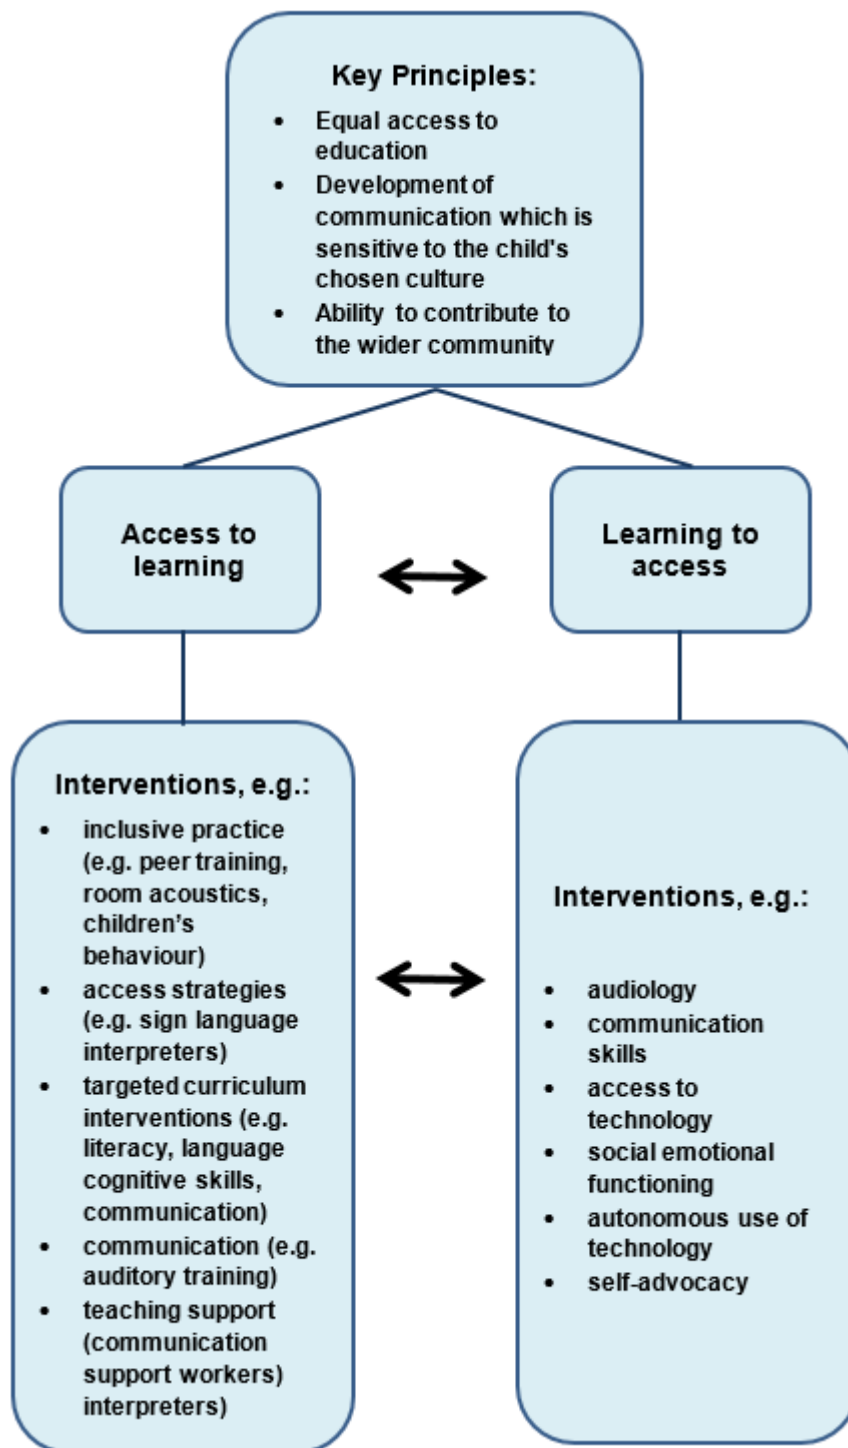 Key Principles:
• Equal access to
education
• Development of
communication which is
sensitive to the child's
chosen culture
• Ability to contribute to
the wider community
Access to
learning
Learning to
access
Interventions, e.g.:
• inclusive practice
(e.g. peer training,
room acoustics,
children’s
behaviour)
• access strategies
(e.g. sign language
interpreters)
• targeted curriculum
interventions (e.g.
literacy, language
cognitive skills,
communication)
• communication (e.g.
auditory training)
• teaching support
(communication
support workers)
interpreters)
Interventions, e.g.:
• audiology
• communication
skills
• access to
technology
• social emotional
functioning
• autonomous use of
technology
• self-advocacy